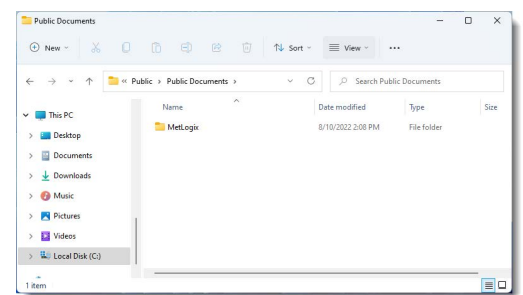 Public Documents
New
Sort
View
« Public > Public Documents >
Search Public Documents
Name
Date modified
Type
Size
This PC
MetLogix
8/10/2022 2:08 PM
File folder
Desktop
Documents
Downloads
Music
Pictures
Videos
Local Disk (C:)
1 item